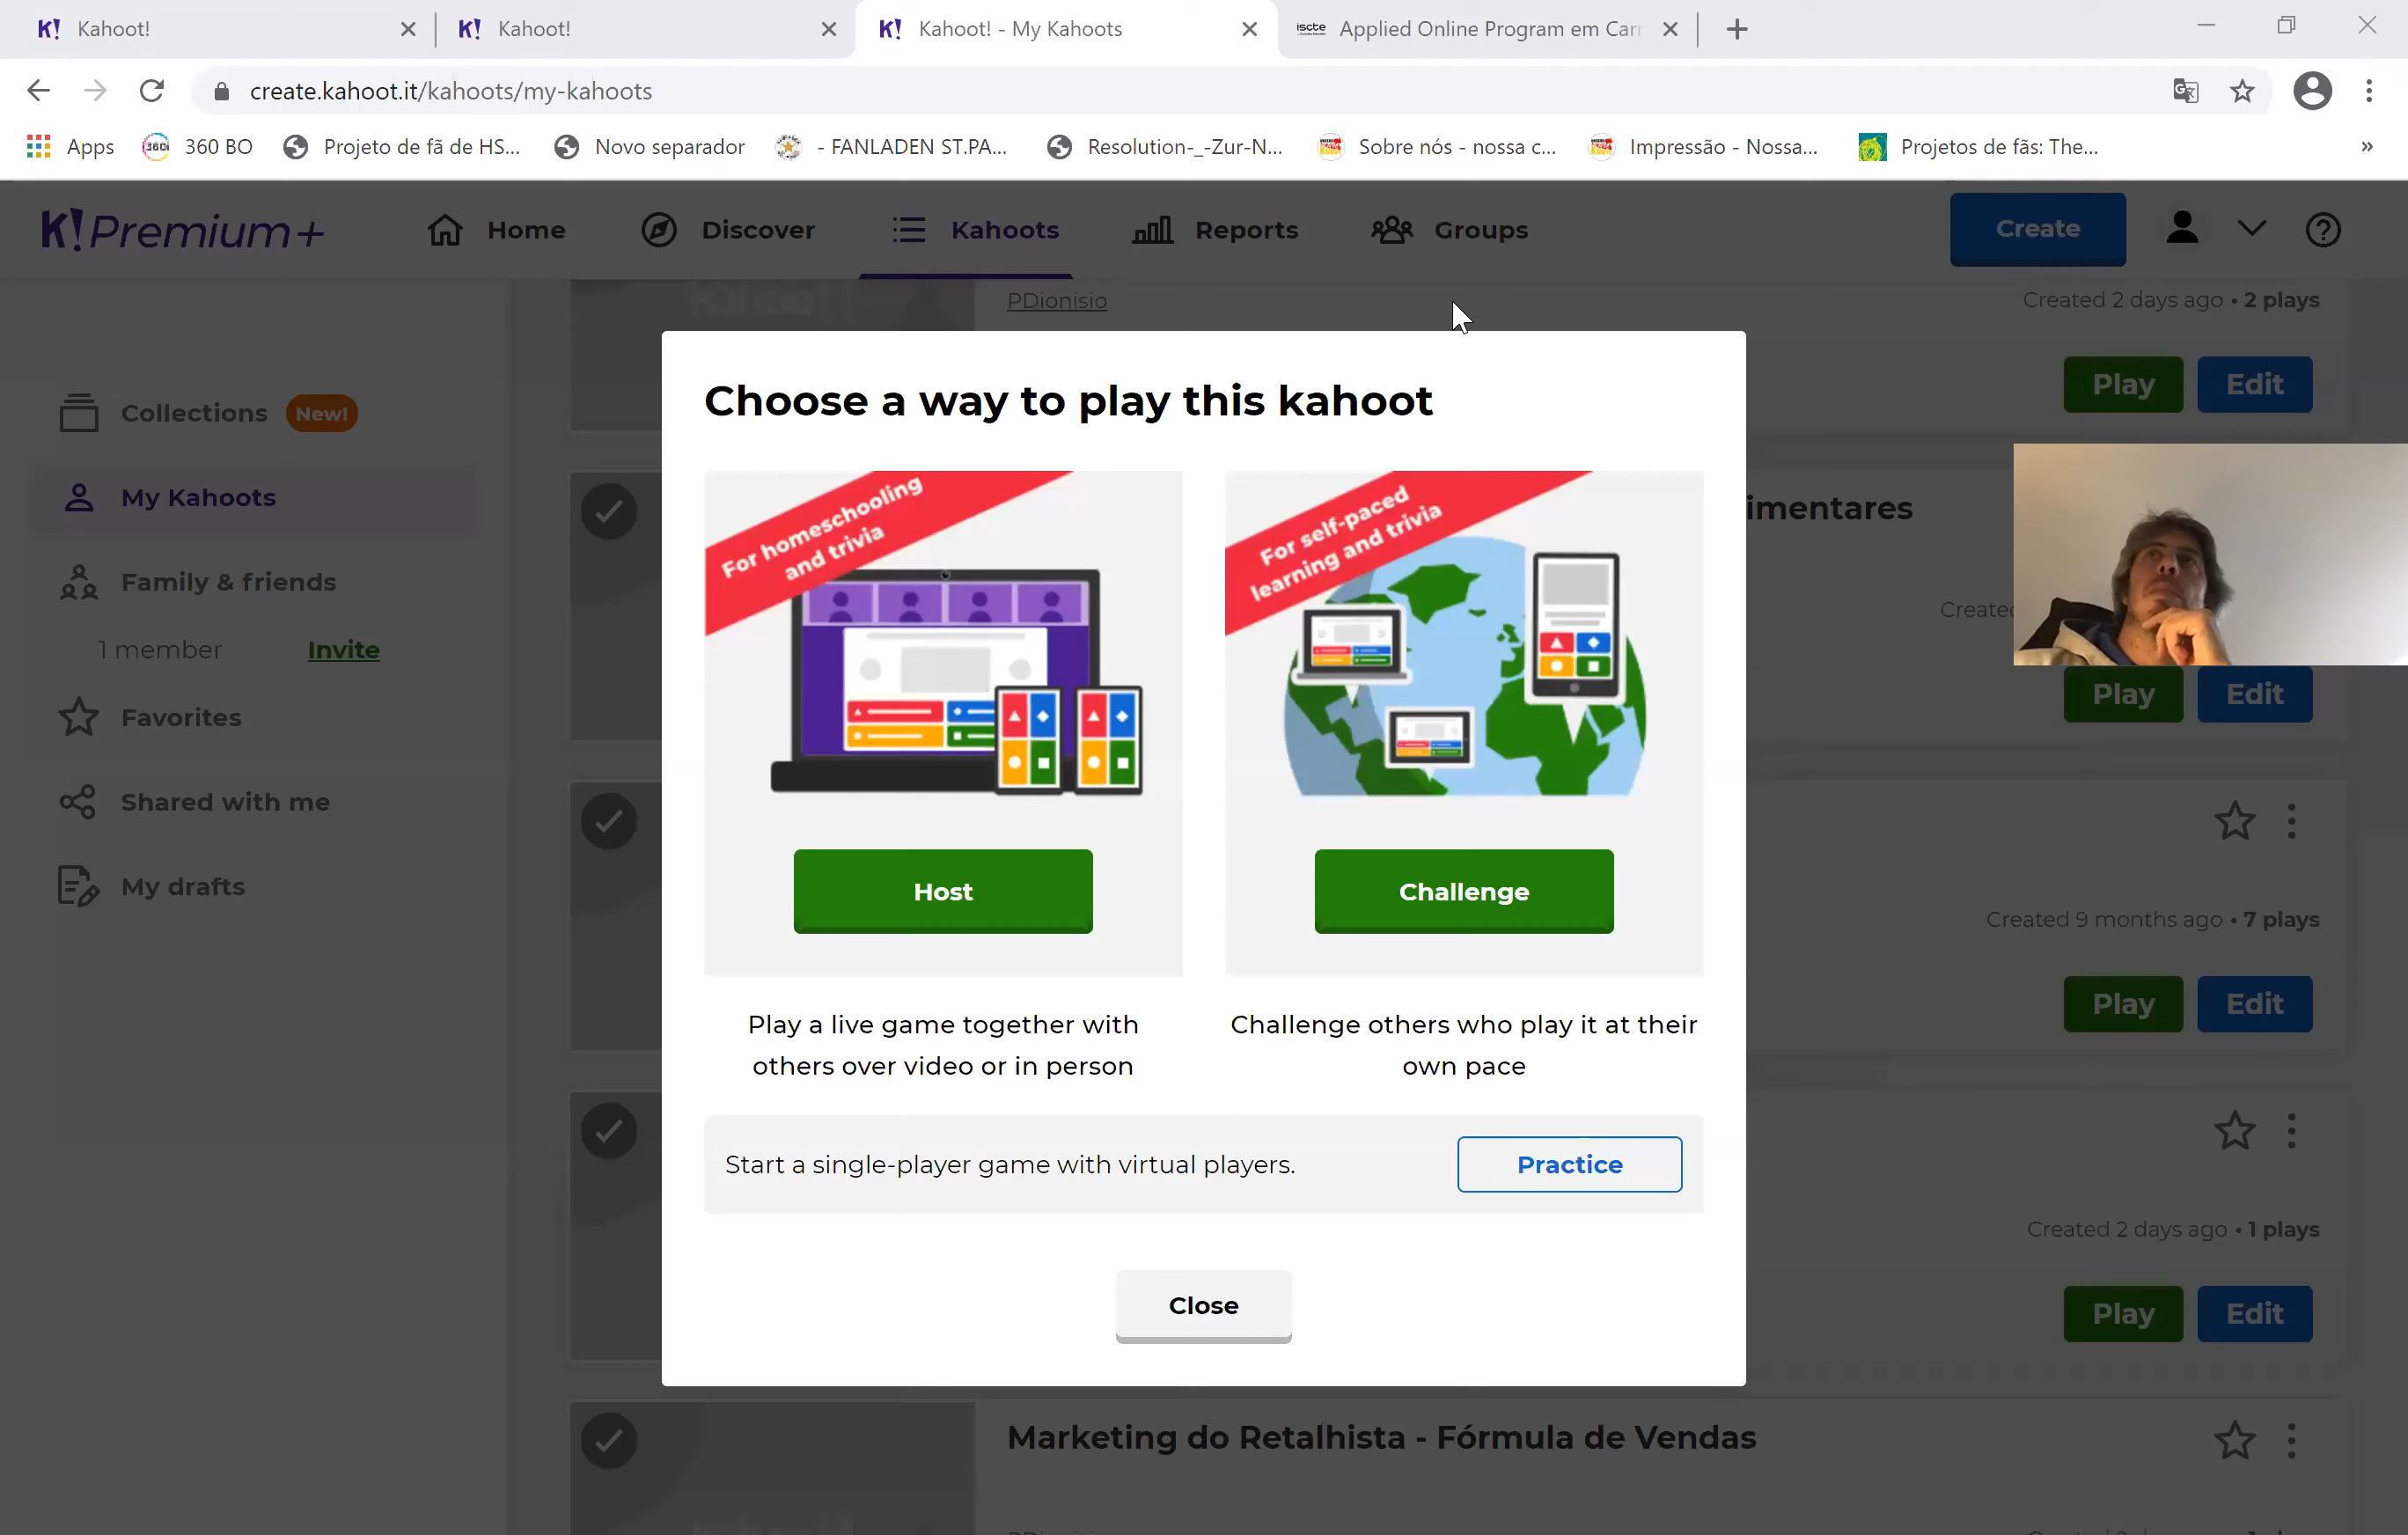 Kahoot!
Kahoot!
Kahoot! - My Kahoots
iscte Applied Online Program em Carr
create.kahoot.it/kahoots/my-kahoots
Apps
360 BO
Projeto de fã de HS...
Novo separador
- FANLADEN ST.PA...
Resolution-_-Zur-N...
Sobre nós - nossa c...
Impressão - Nossa...
Projetos de fãs: The...
»
K! Premium+
Home
Discover
Kahoots
Reports
Groups
Create
PDionisio
Created 2 days ago • 2 plays
Play
Edit
Collections
New!
My Kahoots
Family & friends
1 member
Invite
Favorites
Shared with me
My drafts
Choose a way to play this kahoot
For homeschooling
and trivia
For self-paced
learning and trivia
Host
Challenge
Play a live game together with
others over video or in person
Challenge others who play it at their
own pace
Start a single-player game with virtual players.
Practice
Close
imentares
Created
Play
Edit
Created 9 months ago • 7 plays
Play
Edit
Created 2 days ago • 1 plays
Play
Edit
Marketing do Retalhista - Fórmula de Vendas